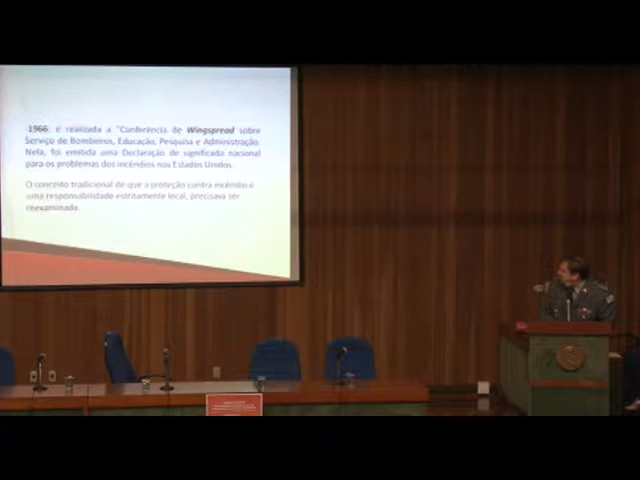 1966: é realizada a "Conferência de Wingspread sobre
Serviço de Bombeiros, Educação, Pesquisa e Administração.
Nela, foi emitida uma Declaração de significado nacional
para os problemas dos incêndios nos Estados Unidos.
O conceito tradicional de que a proteção contra incêndio é
uma responsabilidade estritamente local, precisava ser
reexaminado.